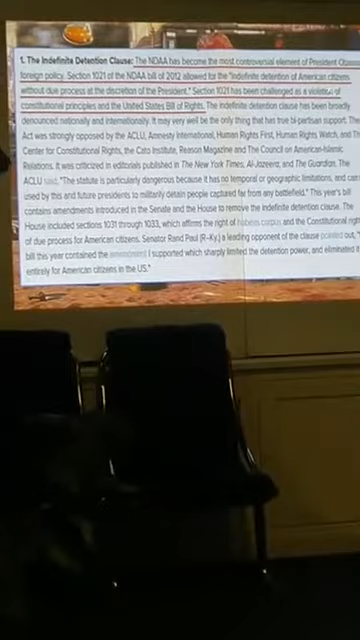 1. The Indefinite Detention Clause: The NDAA has become the most controversial element of President
foreign policy. Section 1021 of the NDAA bill of 2012 allowed for the "indefinite detention of American citizens
without due process at the discretion of the President." Section 1021 has been challenged as a violation of
constitutional principles and the United States Bill of Rights. The indefinite detention clause has been broadly
denounced nationally and internationally. It may very well be the only thing that has true bi-partisan support. The
Act was strongly opposed by the ACLU, Amnesty International, Human Rights First, Human Rights Watch, and
Center for Constitutional Rights, the Cato Institute, Reason Magazine and The Council on American-Islamic
Relations. It was criticized in editorials published in The New York Times, Al-Jazeera, and The Guardian. The
ACLU said, "The statute is particularly dangerous because it has no temporal or geographic limitations, and can
used by this and future presidents to militarily detain people captured far from any battlefield." This year's bill
contains amendments introduced in the Senate and the House to remove the indefinite detention clause. The
House included sections 1031 through 1033, which affirms the right of habeas corpus and the Constitutional
of due process for American citizens. Senator Rand Paul (R–Ky.) a leading opponent of the clause pointed out,
bill this year contained the amendment I supported which sharply limited the detention power, and eliminated
entirely for American citizens in the US."